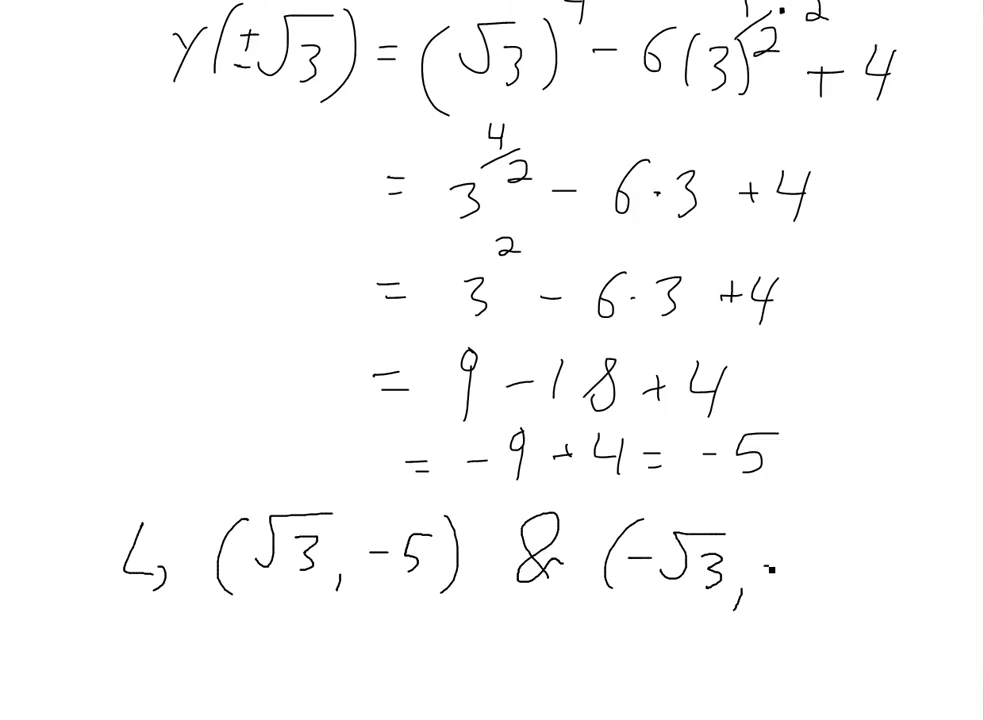 y(±√3) = (√3)^4 - 6(3)^{1/2·2} + 4
= 3^{4/2} - 6·3 + 4
= 3^2 - 6·3 + 4
= 9 - 18 + 4
= -9 + 4 = -5
↳ (√3, -5) & (-√3,